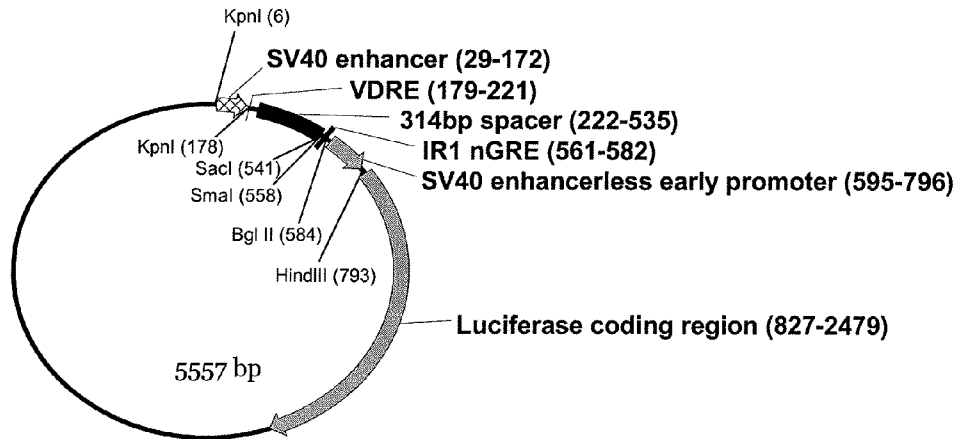 KpnI (6)
SV40 enhancer (29-172)
VDRE (179-221)
314bp spacer (222-535)
KpnI (178)
IR1 nGRE (561-582)
SacI (541)
SV40 enhancerless early promoter (595-796)
SmaI (558)
Bgl II (584)
HindIII (793)
Luciferase coding region (827-2479)
5557 bp